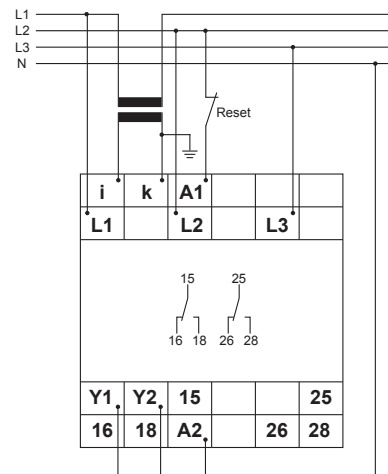 L1
L2
L3
N
Reset
i k A1
L1 L2 L3
15 25
16 18 26 28
Y1 Y2 15 25
16 18 A2 26 28